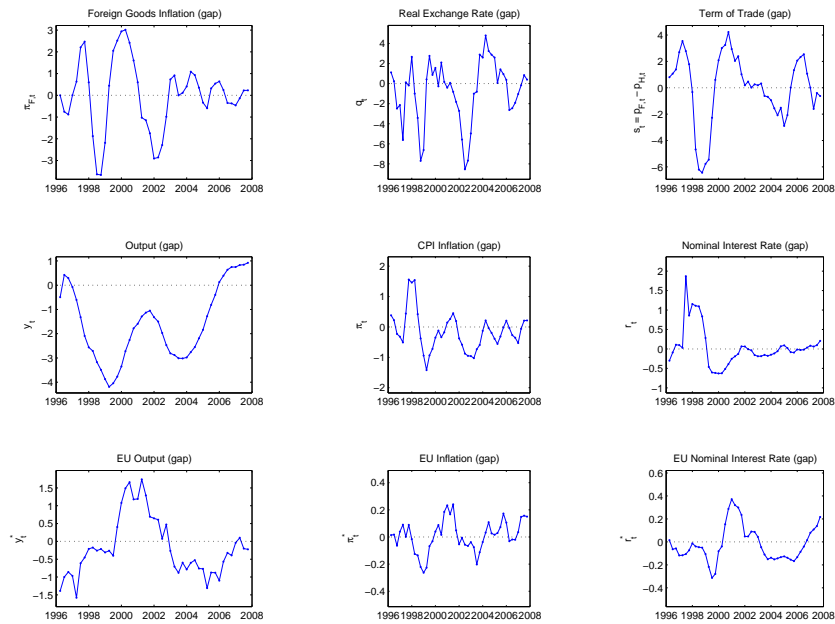 Foreign Goods Inflation (gap)
3
2
1
0
−1
−2
−3
1996 1998 2000 2002 2004 2006 2008
π_{F,t}
Real Exchange Rate (gap)
4
2
0
−2
−4
−6
−8
1996 1998 2000 2002 2004 2006 2008
q_t
Term of Trade (gap)
4
2
0
−2
−4
−6
1996 1998 2000 2002 2004 2006 2008
s_t = p_{F,t} − p_{H,t}
Output (gap)
1
0
−1
−2
−3
−4
1996 1998 2000 2002 2004 2006 2008
y_t
CPI Inflation (gap)
2
1
0
−1
−2
1996 1998 2000 2002 2004 2006 2008
π_t
Nominal Interest Rate (gap)
2
1.5
1
0.5
0
−0.5
−1
1996 1998 2000 2002 2004 2006 2008
r_t
EU Output (gap)
1.5
1
0.5
0
−0.5
−1
−1.5
1996 1998 2000 2002 2004 2006 2008
y_t^*
EU Inflation (gap)
0.4
0.2
0
−0.2
−0.4
1996 1998 2000 2002 2004 2006 2008
π_t^*
EU Nominal Interest Rate (gap)
0.6
0.4
0.2
0
−0.2
−0.4
1996 1998 2000 2002 2004 2006 2008
r_t^*